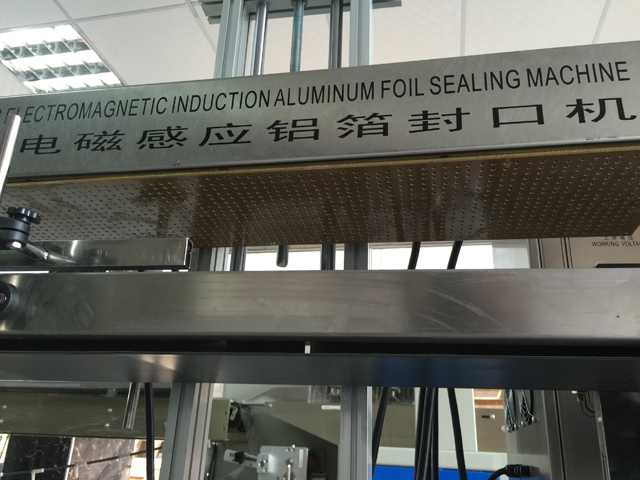 ELECTROMAGNETIC INDUCTION ALUMINUM FOIL SEALING MACHINE
电磁感应铝箔封口机
WORKING VOLTA